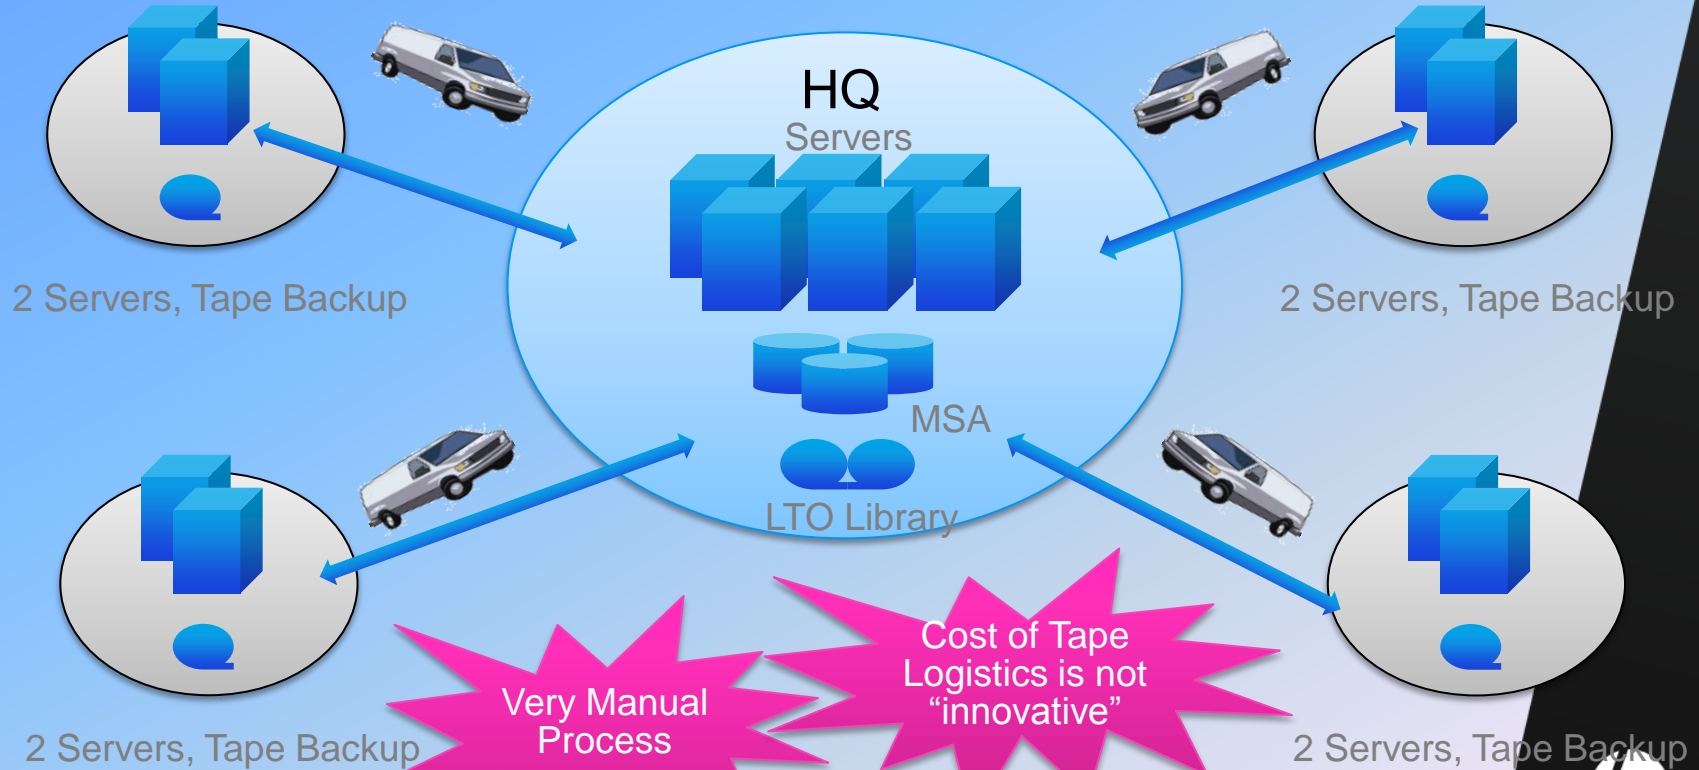 HQ
Servers
2 Servers, Tape Backup
2 Servers, Tape Backup
MSA
LTO Library
Cost of Tape
Logistics is not
“innovative”
Very Manual
Process
2 Servers, Tape Backup
2 Servers, Tape Backup